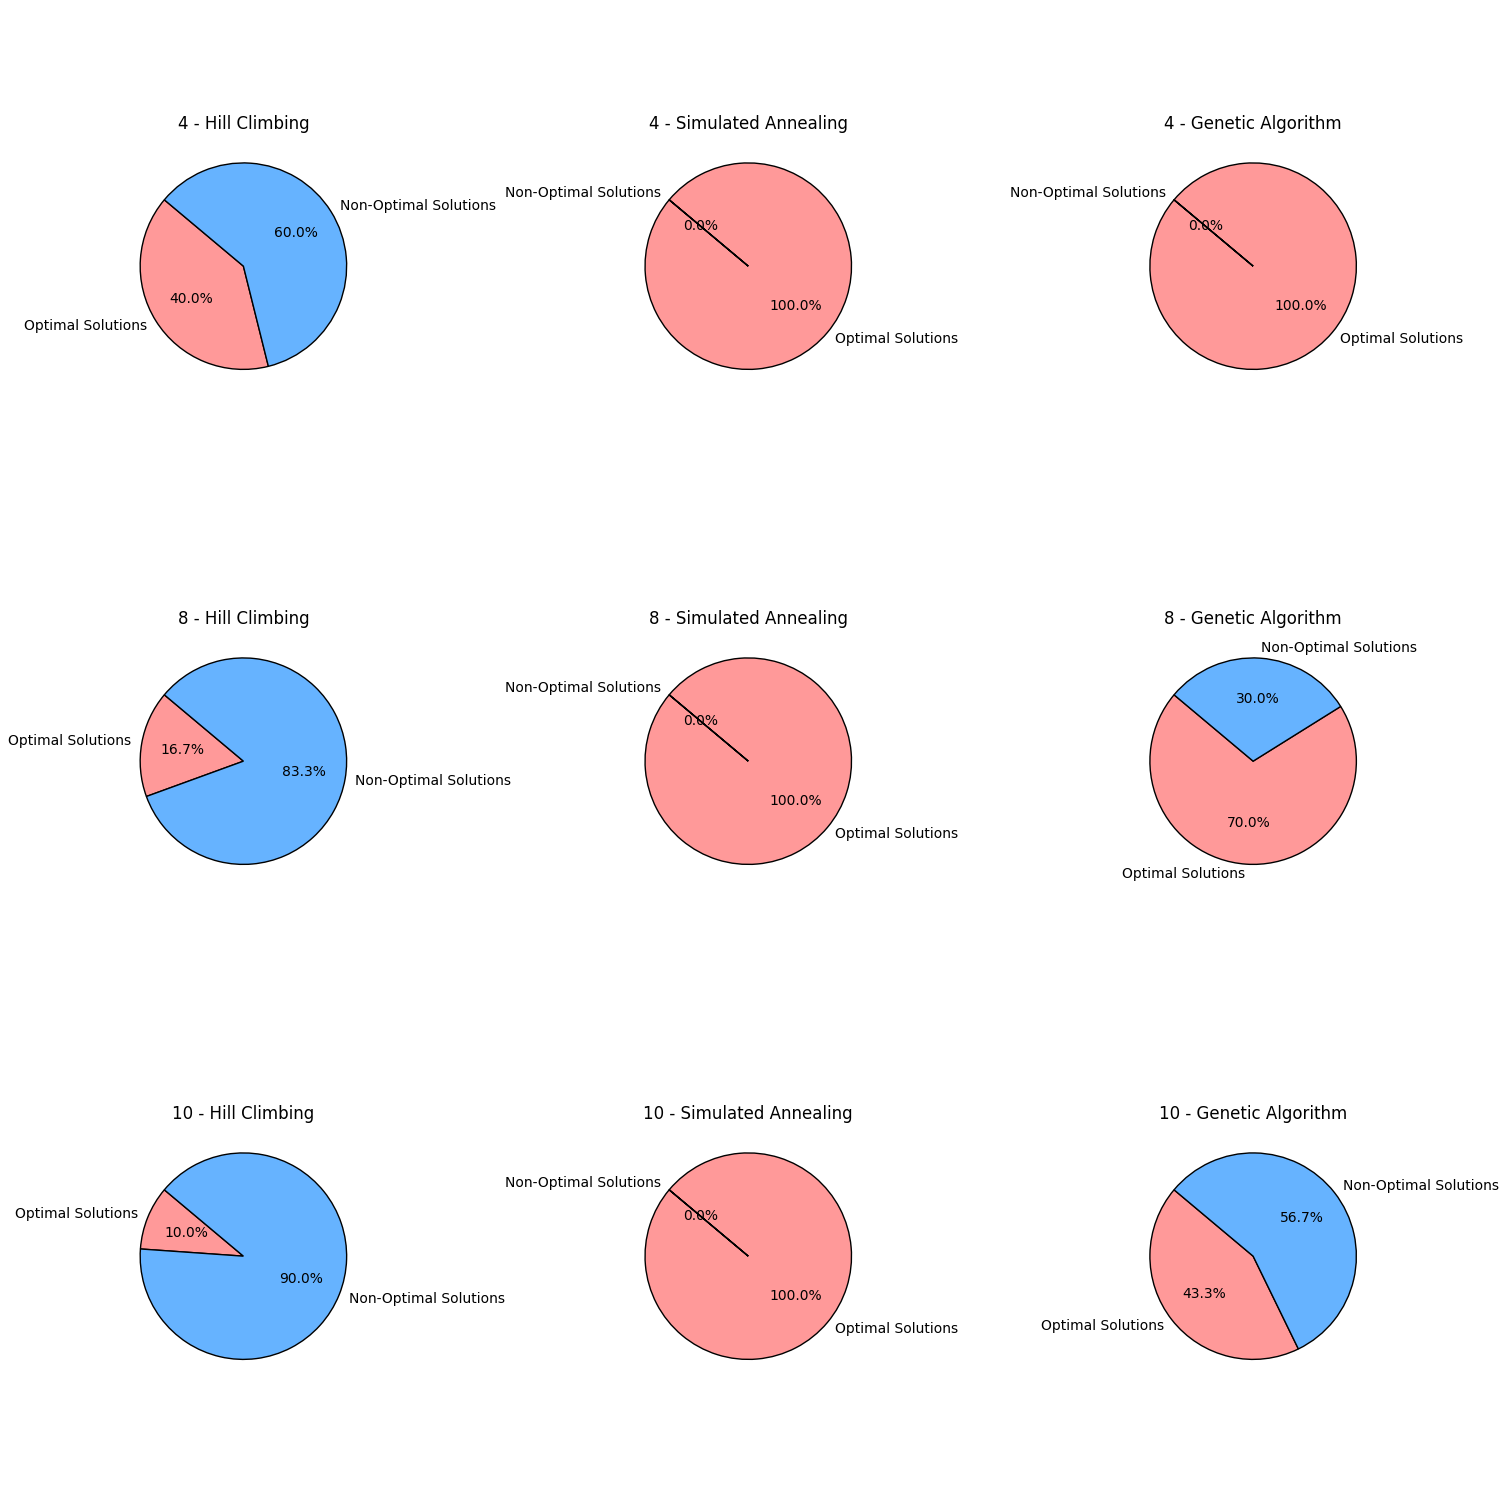 4 - Hill Climbing
Non-Optimal Solutions
60.0%
40.0%
Optimal Solutions
4 - Simulated Annealing
Non-Optimal Solutions
0.0%
100.0%
Optimal Solutions
4 - Genetic Algorithm
Non-Optimal Solutions
0.0%
100.0%
Optimal Solutions
8 - Hill Climbing
Optimal Solutions
16.7%
83.3%
Non-Optimal Solutions
8 - Simulated Annealing
Non-Optimal Solutions
0.0%
100.0%
Optimal Solutions
8 - Genetic Algorithm
Non-Optimal Solutions
30.0%
70.0%
Optimal Solutions
10 - Hill Climbing
Optimal Solutions
10.0%
90.0%
Non-Optimal Solutions
10 - Simulated Annealing
Non-Optimal Solutions
0.0%
100.0%
Optimal Solutions
10 - Genetic Algorithm
Non-Optimal Solutions
56.7%
43.3%
Optimal Solutions